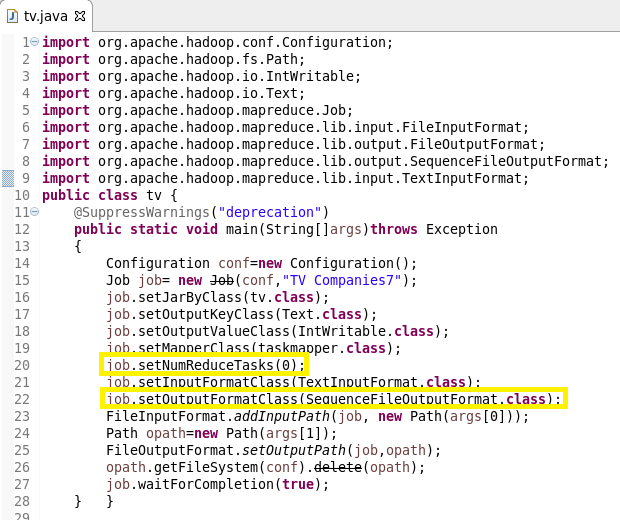 tv.java
1 import org.apache.hadoop.conf.Configuration;
2 import org.apache.hadoop.fs.Path;
3 import org.apache.hadoop.io.IntWritable;
4 import org.apache.hadoop.io.Text;
5 import org.apache.hadoop.mapreduce.Job;
6 import org.apache.hadoop.mapreduce.lib.input.FileInputFormat;
7 import org.apache.hadoop.mapreduce.lib.output.FileOutputFormat;
8 import org.apache.hadoop.mapreduce.lib.output.SequenceFileOutputFormat;
9 import org.apache.hadoop.mapreduce.lib.input.TextInputFormat;
10 public class tv {
11 @SuppressWarnings("deprecation")
12 public static void main(String[]args)throws Exception
13 {
14 Configuration conf=new Configuration();
15 Job job= new Job(conf,"TV Companies7");
16 job.setJarByClass(tv.class);
17 job.setOutputKeyClass(Text.class);
18 job.setOutputValueClass(IntWritable.class);
19 job.setMapperClass(taskmapper.class);
20 job.setNumReduceTasks(0);
21 job.setInputFormatClass(TextInputFormat.class);
22 job.setOutputFormatClass(SequenceFileOutputFormat.class);
23 FileInputFormat.addInputPath(job, new Path(args[0]));
24 Path opath=new Path(args[1]);
25 FileOutputFormat.setOutputPath(job,opath);
26 opath.getFileSystem(conf).delete(opath);
27 job.waitForCompletion(true);
28 } }
29